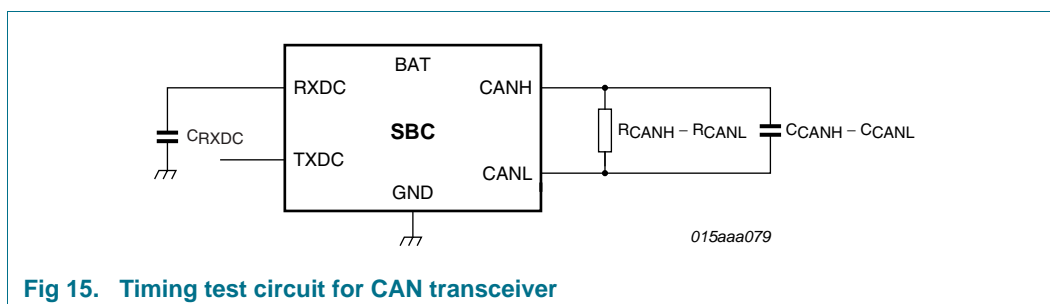 BAT
RXDC
CANH
CRXDC
SBC
RCANH – RCANL
CCANH – CCANL
TXDC
CANL
GND
015aaa079
Fig 15. Timing test circuit for CAN transceiver